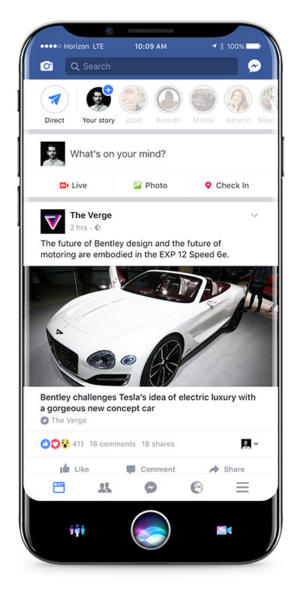 Horizon LTE 10:09 AM 100%
Search
Direct
Your story
Zsolt
Miklós
Adrienn
What's on your mind?
Live
Photo
Check In
The Verge
2 hrs
The future of Bentley design and the future of
motoring are embodied in the EXP 12 Speed 6e.
Bentley challenges Tesla's idea of electric luxury with
a gorgeous new concept car
The Verge
411 18 comments 18 shares
Like
Comment
Share